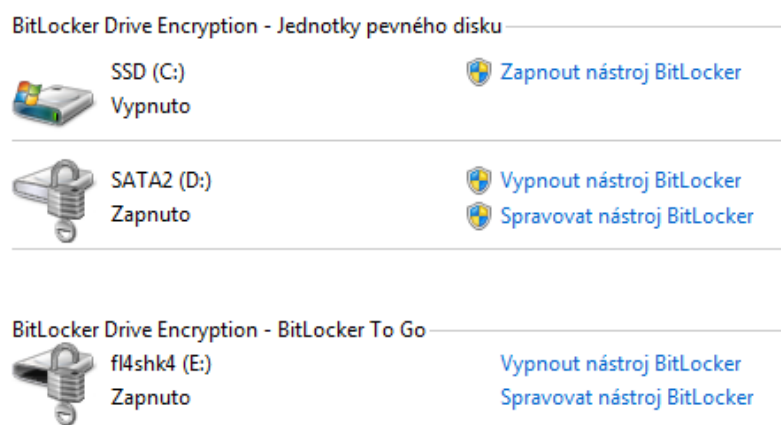 BitLocker Drive Encryption - Jednotky pevného disku
SSD (C:)
Zapnout nástroj BitLocker
Vypnuto
SATA2 (D:)
Vypnout nástroj BitLocker
Zapnuto
Spravovat nástroj BitLocker
BitLocker Drive Encryption - BitLocker To Go
fl4shk4 (E:)
Vypnout nástroj BitLocker
Zapnuto
Spravovat nástroj BitLocker